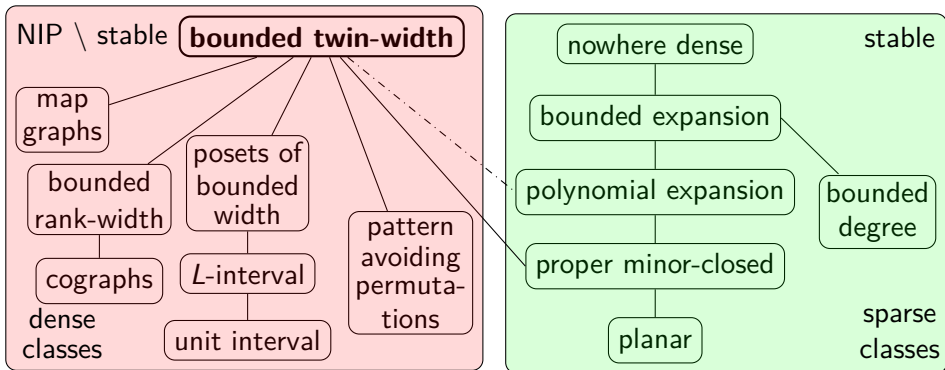 NIP \ stable
bounded twin-width
map
graphs
bounded
rank-width
cographs
posets of
bounded
width
L-interval
unit interval
pattern
avoiding
permuta-
tions
dense
classes
nowhere dense
stable
bounded expansion
polynomial expansion
bounded
degree
proper minor-closed
planar
sparse
classes